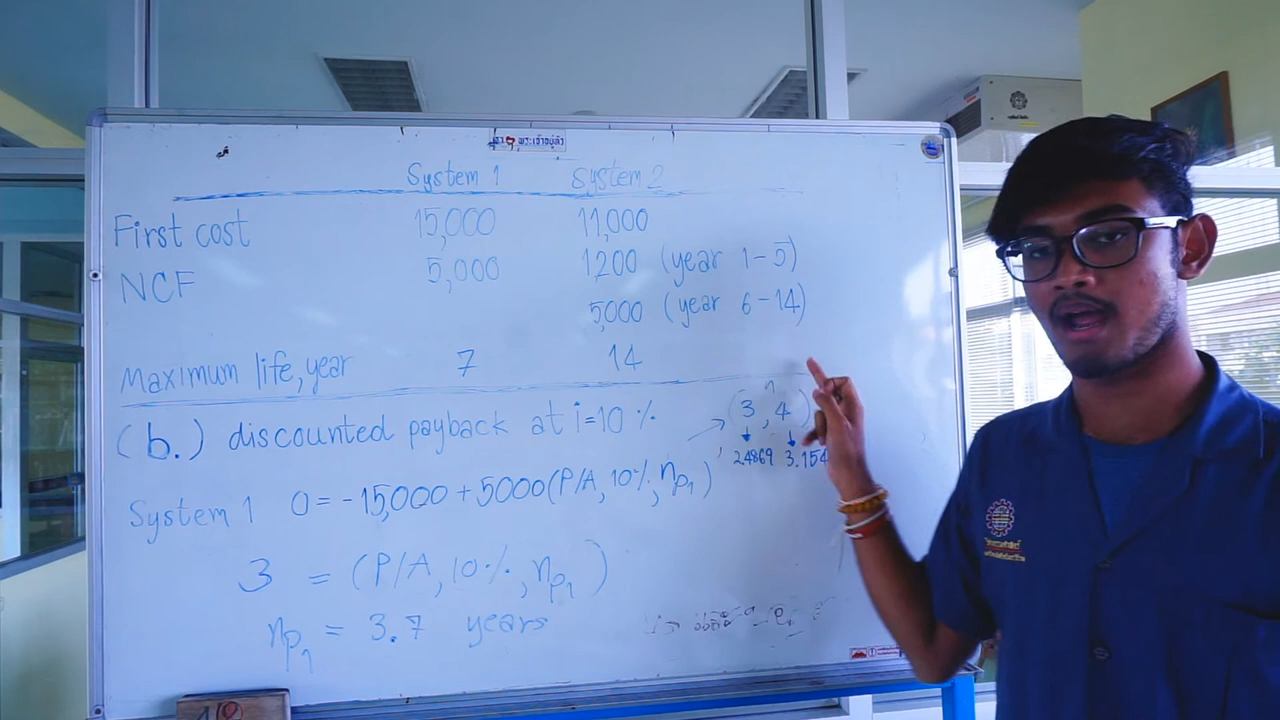 System 1 System 2
First cost 15,000 11,000
NCF 5,000 1200 (year 1-5)
5000 (year 6-14)
Maximum life,year 7 14
(b.) discounted payback at i=10%
(3, 4)
2.4869 3.154
System 1 0=-15,000+5000(P/A, 10%, np1)
3 = (P/A, 10%, np1)
np1 = 3.7 years